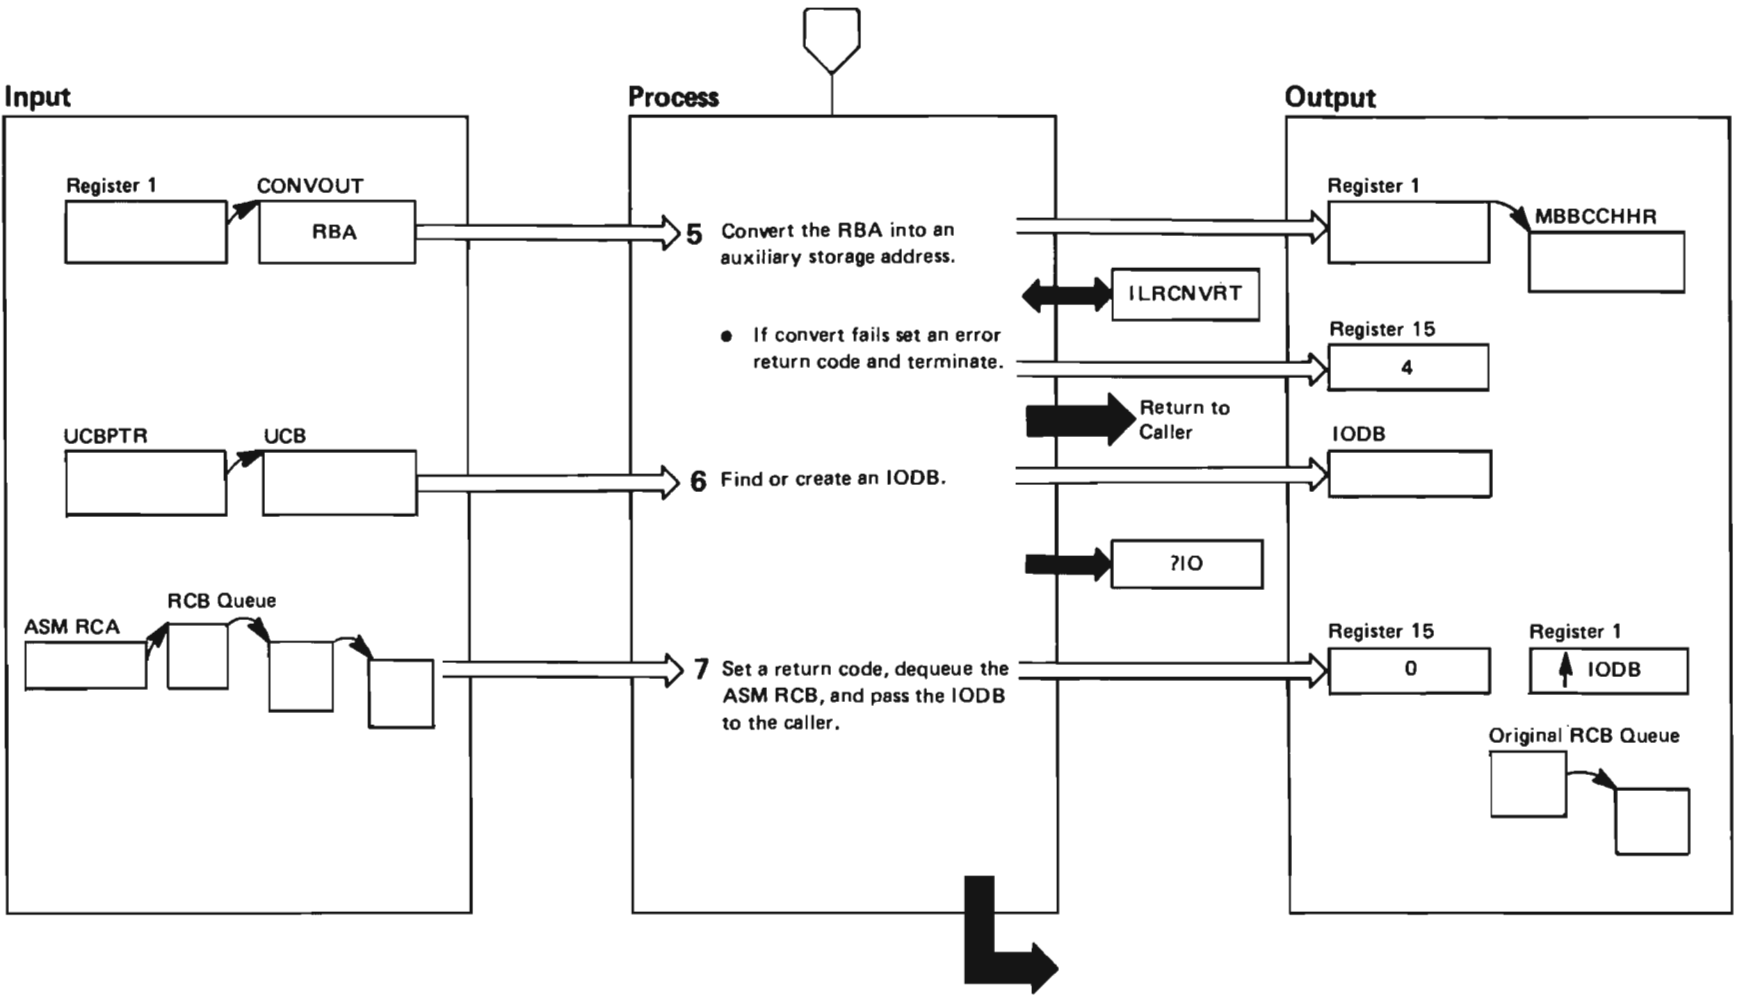 Input
Process
Output
Register 1
CONVOUT
RBA
5 Convert the RBA into an
auxiliary storage address.
Register 1
MBBCCHHR
ILRCNVRT
• If convert fails set an error
return code and terminate.
Register 15
4
Return to
Caller
UCBPTR
UCB
6 Find or create an IODB.
IODB
?IO
ASM RCA
RCB Queue
7 Set a return code, dequeue the
ASM RCB, and pass the IODB
to the caller.
Register 15
0
Register 1
IODB
Original RCB Queue